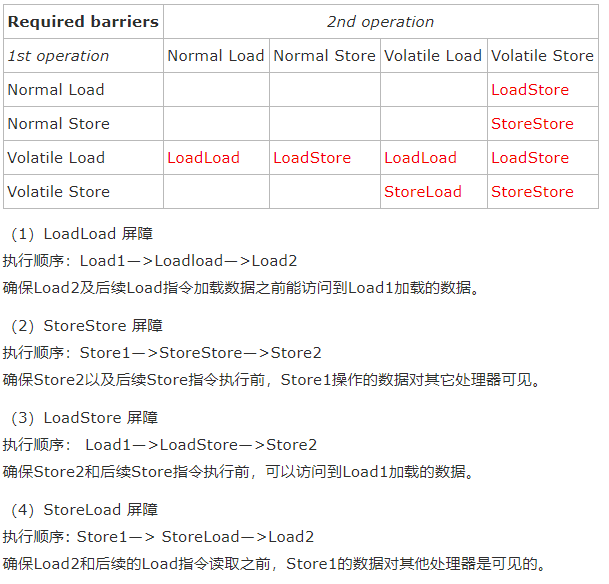 Required barriers 2nd operation
1st operation Normal Load Normal Store Volatile Load Volatile Store
Normal Load LoadStore
Normal Store StoreStore
Volatile Load LoadLoad LoadStore LoadLoad LoadStore
Volatile Store StoreLoad StoreStore
（1）LoadLoad 屏障
执行顺序：Load1—>Loadload—>Load2
确保Load2及后续Load指令加载数据之前能访问到Load1加载的数据。
（2）StoreStore 屏障
执行顺序：Store1—>StoreStore—>Store2
确保Store2以及后续Store指令执行前，Store1操作的数据对其它处理器可见。
（3）LoadStore 屏障
执行顺序： Load1—>LoadStore—>Store2
确保Store2和后续Store指令执行前，可以访问到Load1加载的数据。
（4）StoreLoad 屏障
执行顺序: Store1—> StoreLoad—>Load2
确保Load2和后续的Load指令读取之前，Store1的数据对其他处理器是可见的。